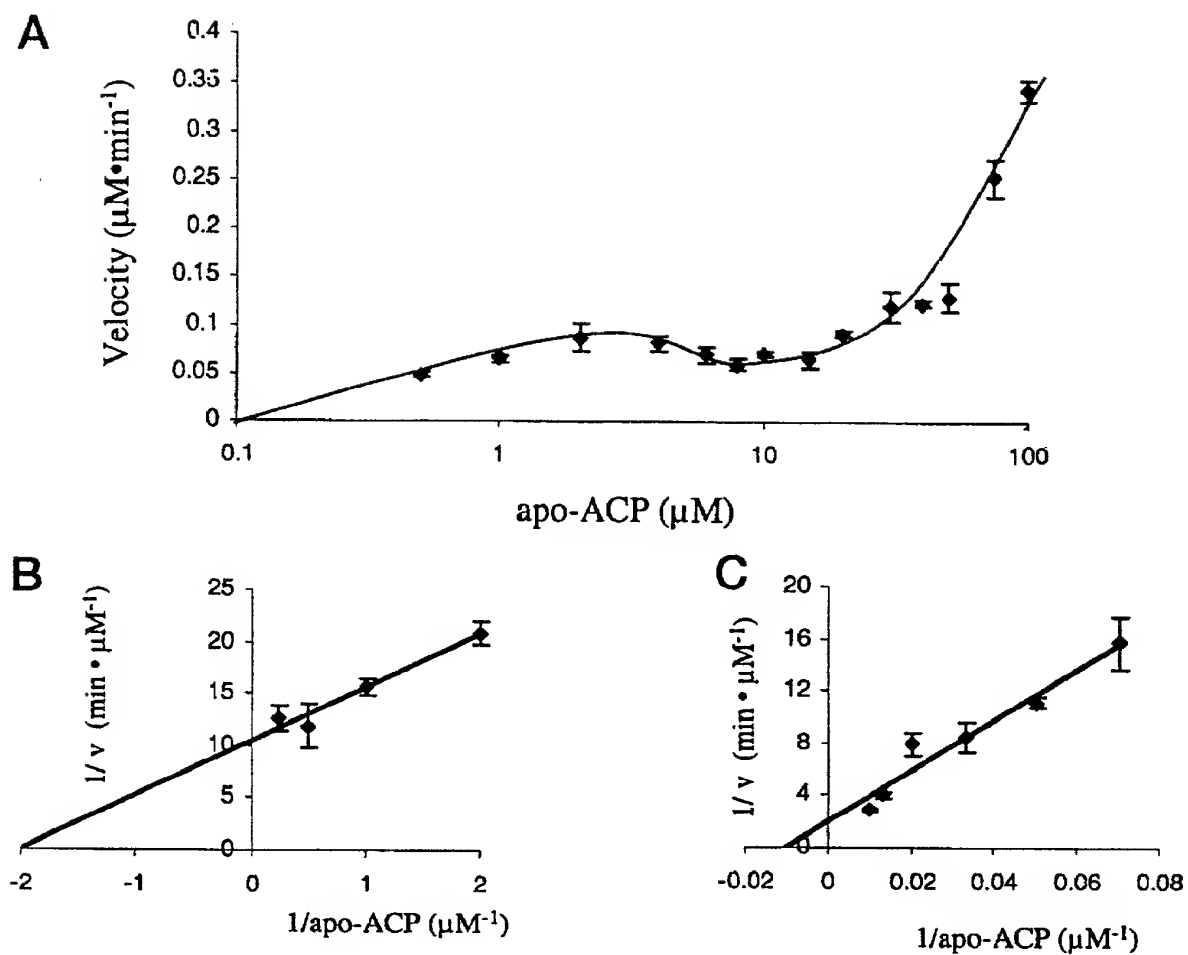 A
0.4
0.35
0.3
0.25
0.2
0.15
0.1
0.05
0
Velocity (μM•min-1)
0.1 1 10 100
apo-ACP (μM)
B
25
20
15
10
5
0
1/ v (min • μM-1)
-2 -1 0 1 2
1/apo-ACP (μM-1)
C
20
16
12
8
4
0
1/ v (min • μM-1)
-0.02 0 0.02 0.04 0.06 0.08
1/apo-ACP (μM-1)